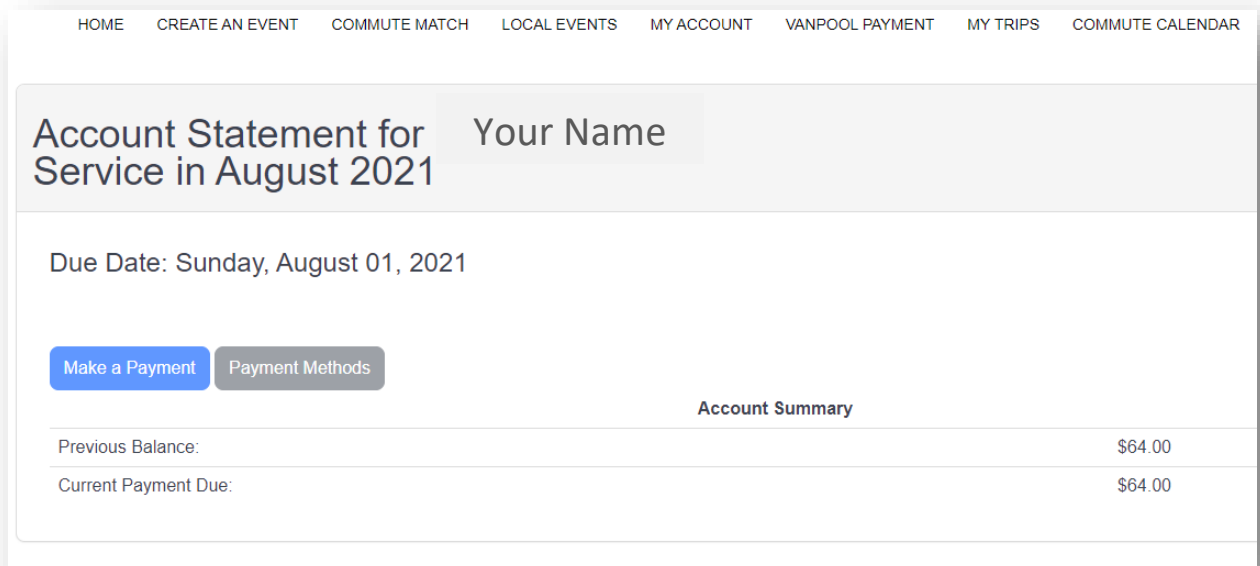 HOME CREATE AN EVENT COMMUTE MATCH LOCAL EVENTS MY ACCOUNT VANPOOL PAYMENT MY TRIPS COMMUTE CALENDAR
Account Statement for Your Name
Service in August 2021
Due Date: Sunday, August 01, 2021
Make a Payment Payment Methods
Account Summary
Previous Balance: $64.00
Current Payment Due: $64.00